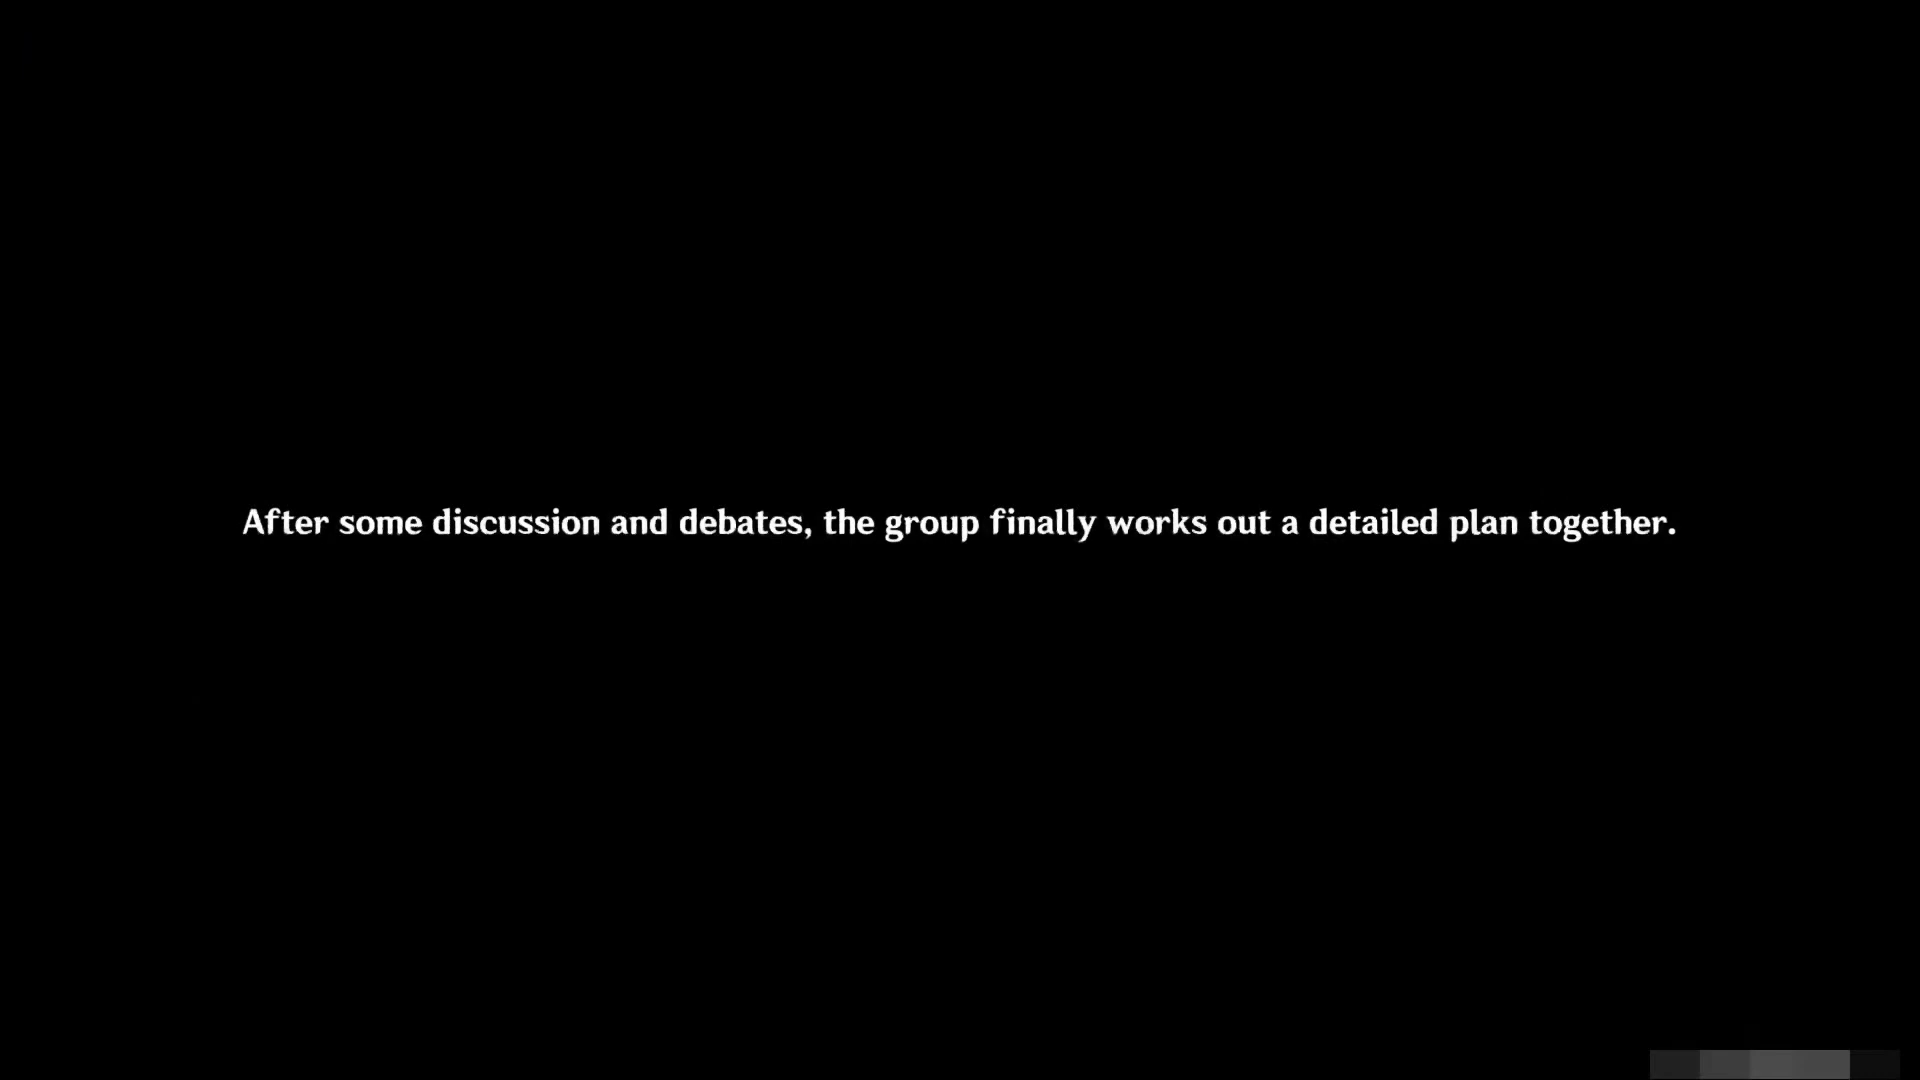 After some discussion and debates, the group finally works out a detailed plan together.